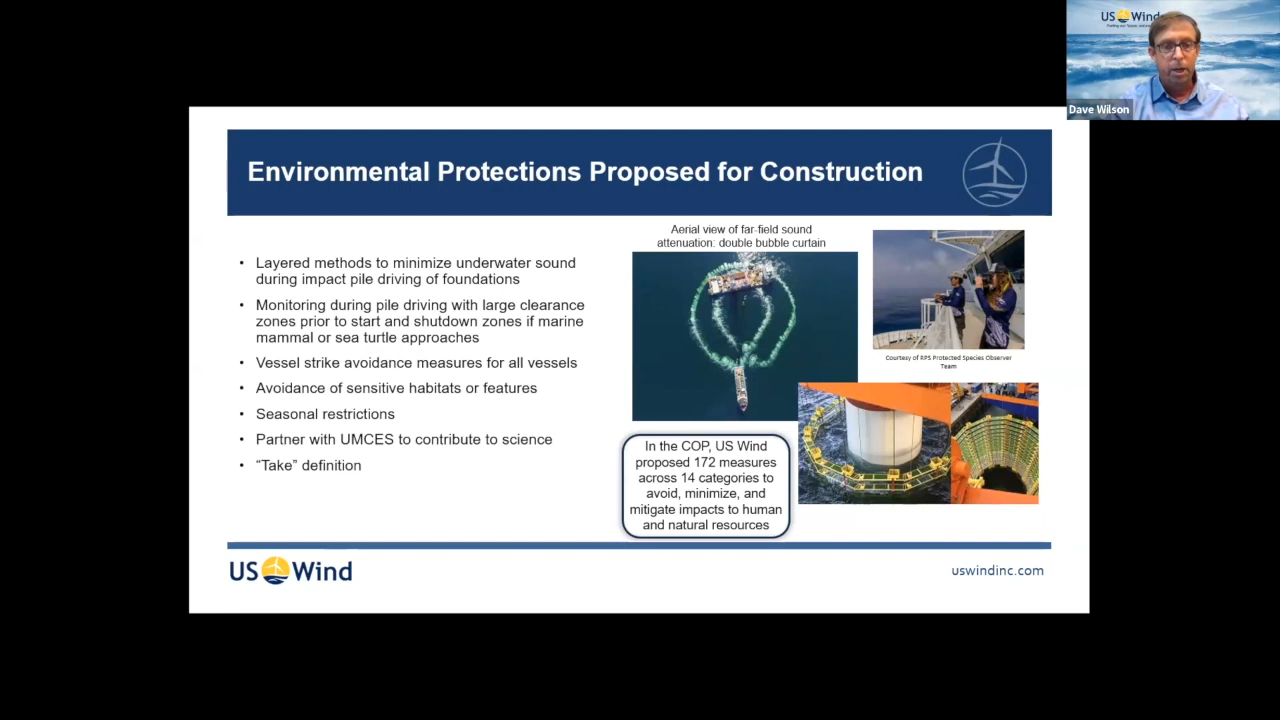 US Wind
Dave Wilson
Environmental Protections Proposed for Construction
• Layered methods to minimize underwater sound
during impact pile driving of foundations
• Monitoring during pile driving with large clearance
zones prior to start and shutdown zones if marine
mammal or sea turtle approaches
• Vessel strike avoidance measures for all vessels
• Avoidance of sensitive habitats or features
• Seasonal restrictions
• Partner with UMCES to contribute to science
• “Take” definition
Aerial view of far-field sound
attenuation: double bubble curtain
Courtesy of RPS Protected Species Observer
Team
In the COP, US Wind
proposed 172 measures
across 14 categories to
avoid, minimize, and
mitigate impacts to human
and natural resources
US Wind
uswindinc.com